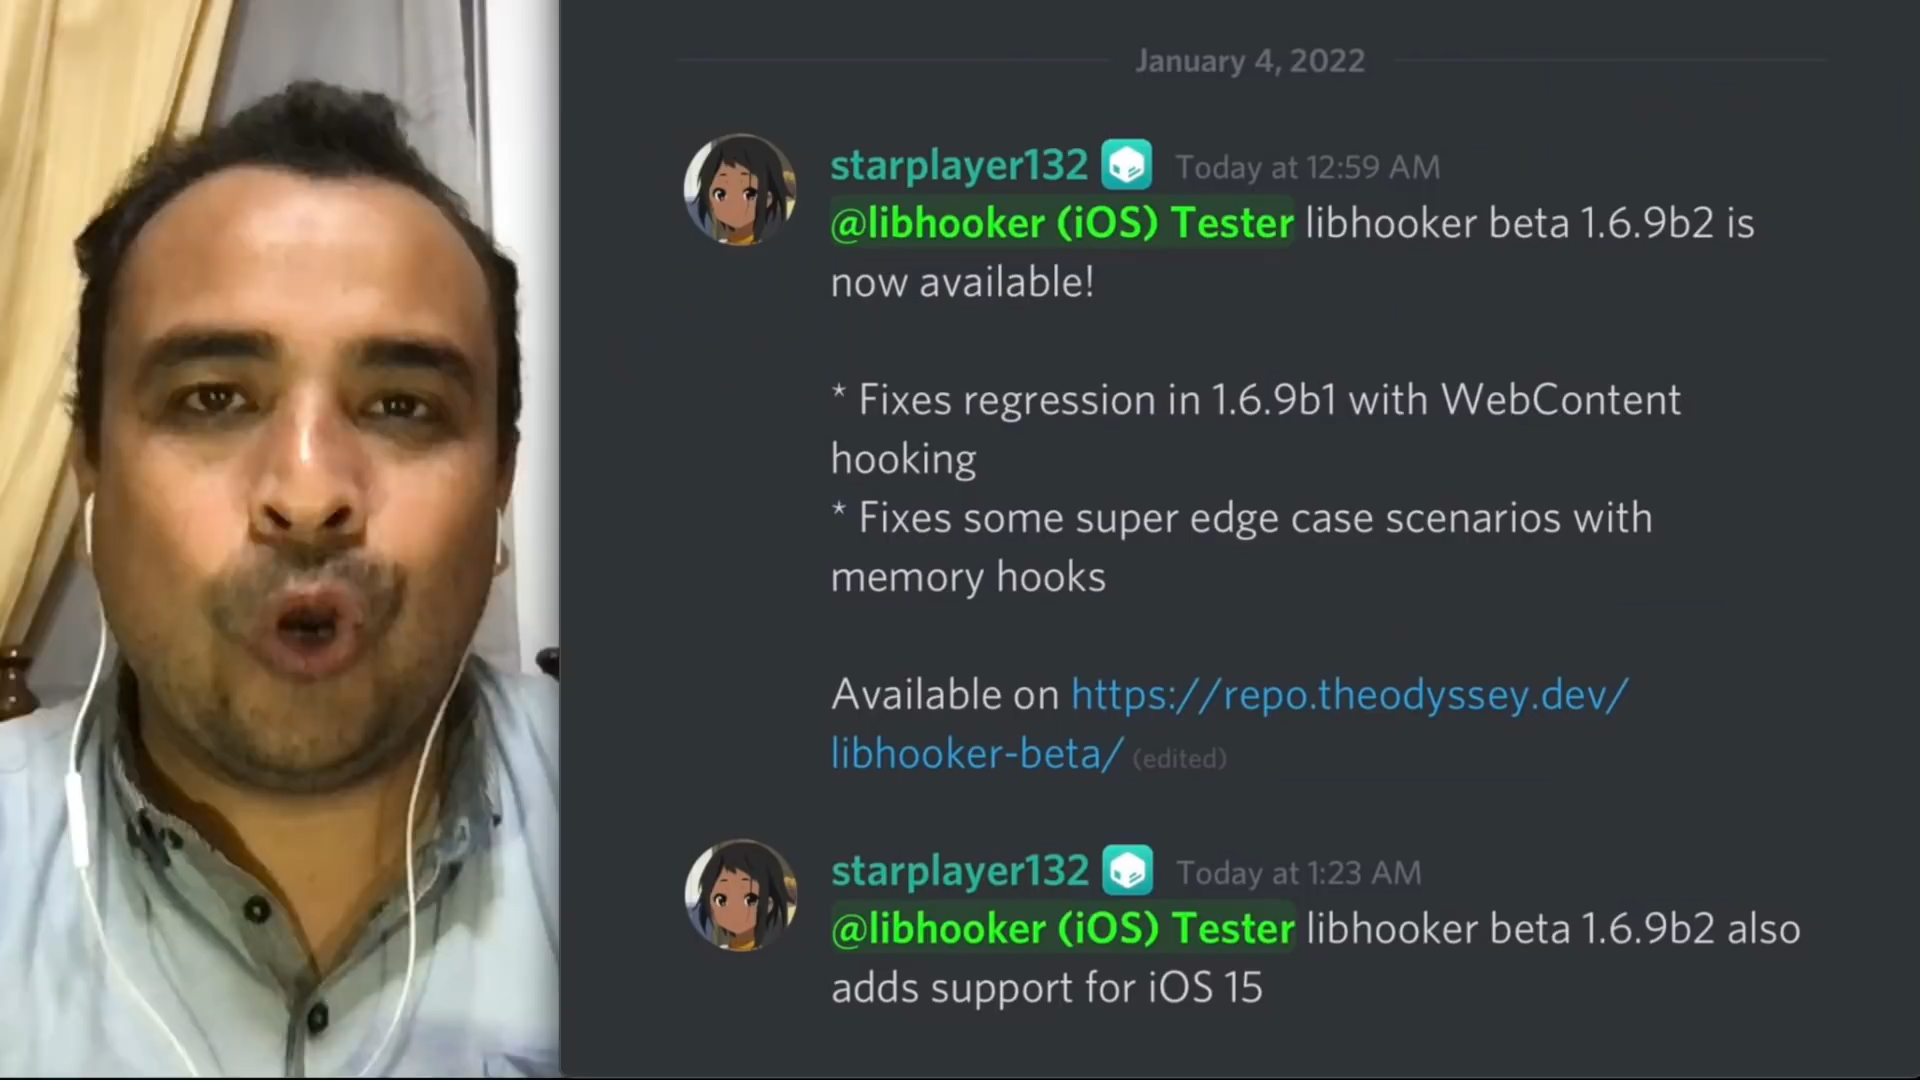 January 4, 2022
starplayer132 Today at 12:59 AM
@libhooker (iOS) Tester libhooker beta 1.6.9b2 is
now available!
* Fixes regression in 1.6.9b1 with WebContent
hooking
* Fixes some super edge case scenarios with
memory hooks
Available on https://repo.theodyssey.dev/
libhooker-beta/ (edited)
starplayer132 Today at 1:23 AM
@libhooker (iOS) Tester libhooker beta 1.6.9b2 also
adds support for iOS 15